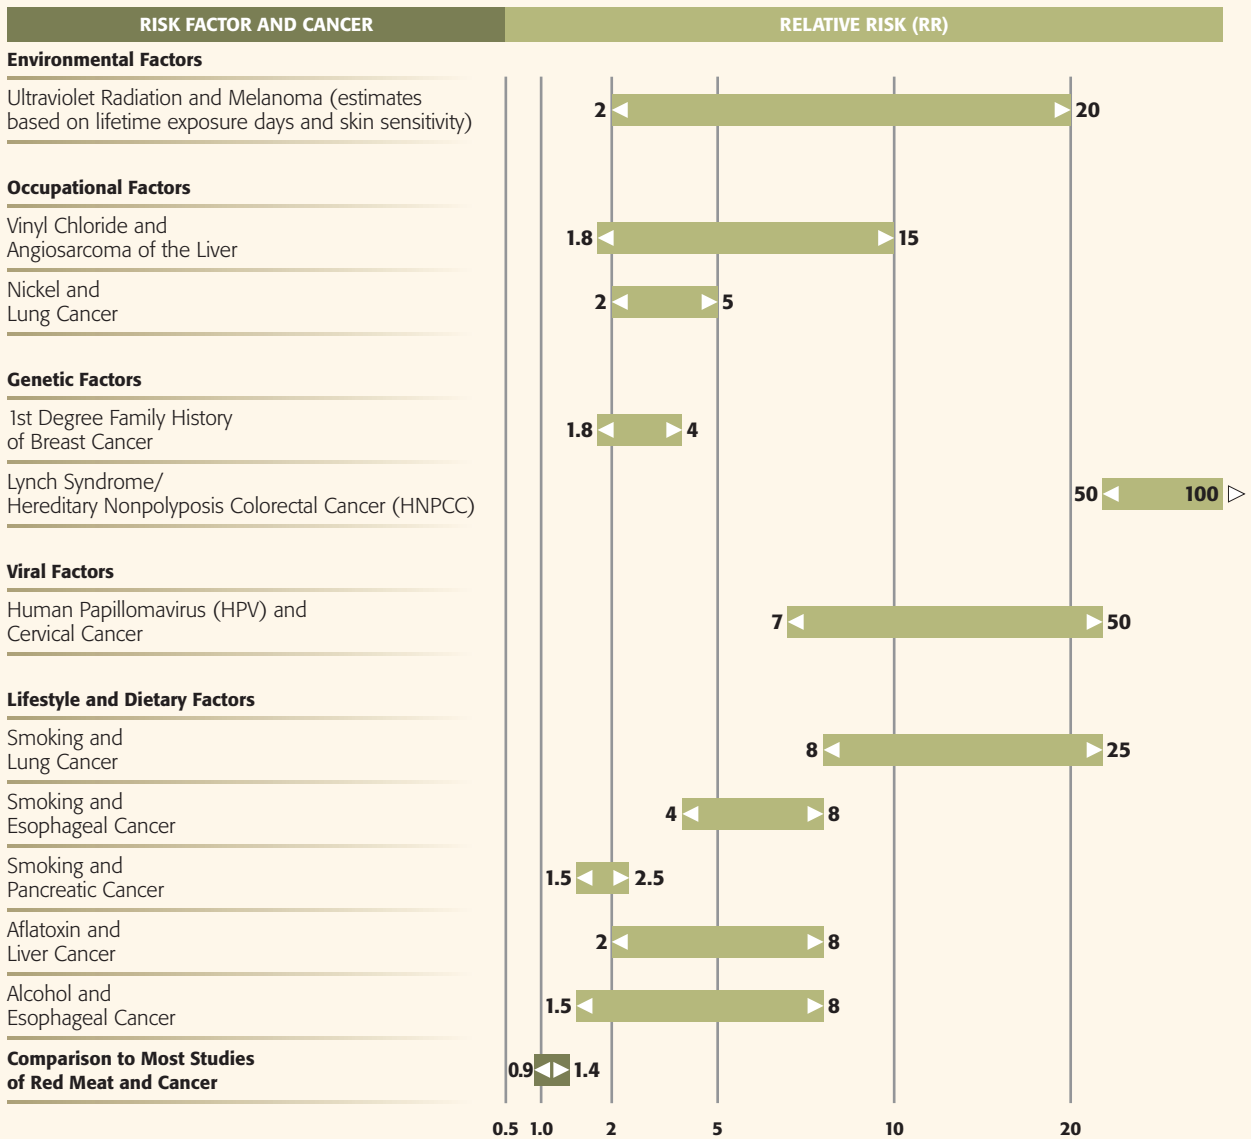 RISK FACTOR AND CANCER RELATIVE RISK (RR)
Environmental Factors
Ultraviolet Radiation and Melanoma (estimates
based on lifetime exposure days and skin sensitivity)
2 20
Occupational Factors
Vinyl Chloride and
Angiosarcoma of the Liver
1.8 15
Nickel and
Lung Cancer
2 5
Genetic Factors
1st Degree Family History
of Breast Cancer
1.8 4
Lynch Syndrome/
Hereditary Nonpolyposis Colorectal Cancer (HNPCC)
50 100
Viral Factors
Human Papillomavirus (HPV) and
Cervical Cancer
7 50
Lifestyle and Dietary Factors
Smoking and
Lung Cancer
8 25
Smoking and
Esophageal Cancer
4 8
Smoking and
Pancreatic Cancer
1.5 2.5
Aflatoxin and
Liver Cancer
2 8
Alcohol and
Esophageal Cancer
1.5 8
Comparison to Most Studies
of Red Meat and Cancer
0.9 1.4
0.5 1.0 2 5 10 20